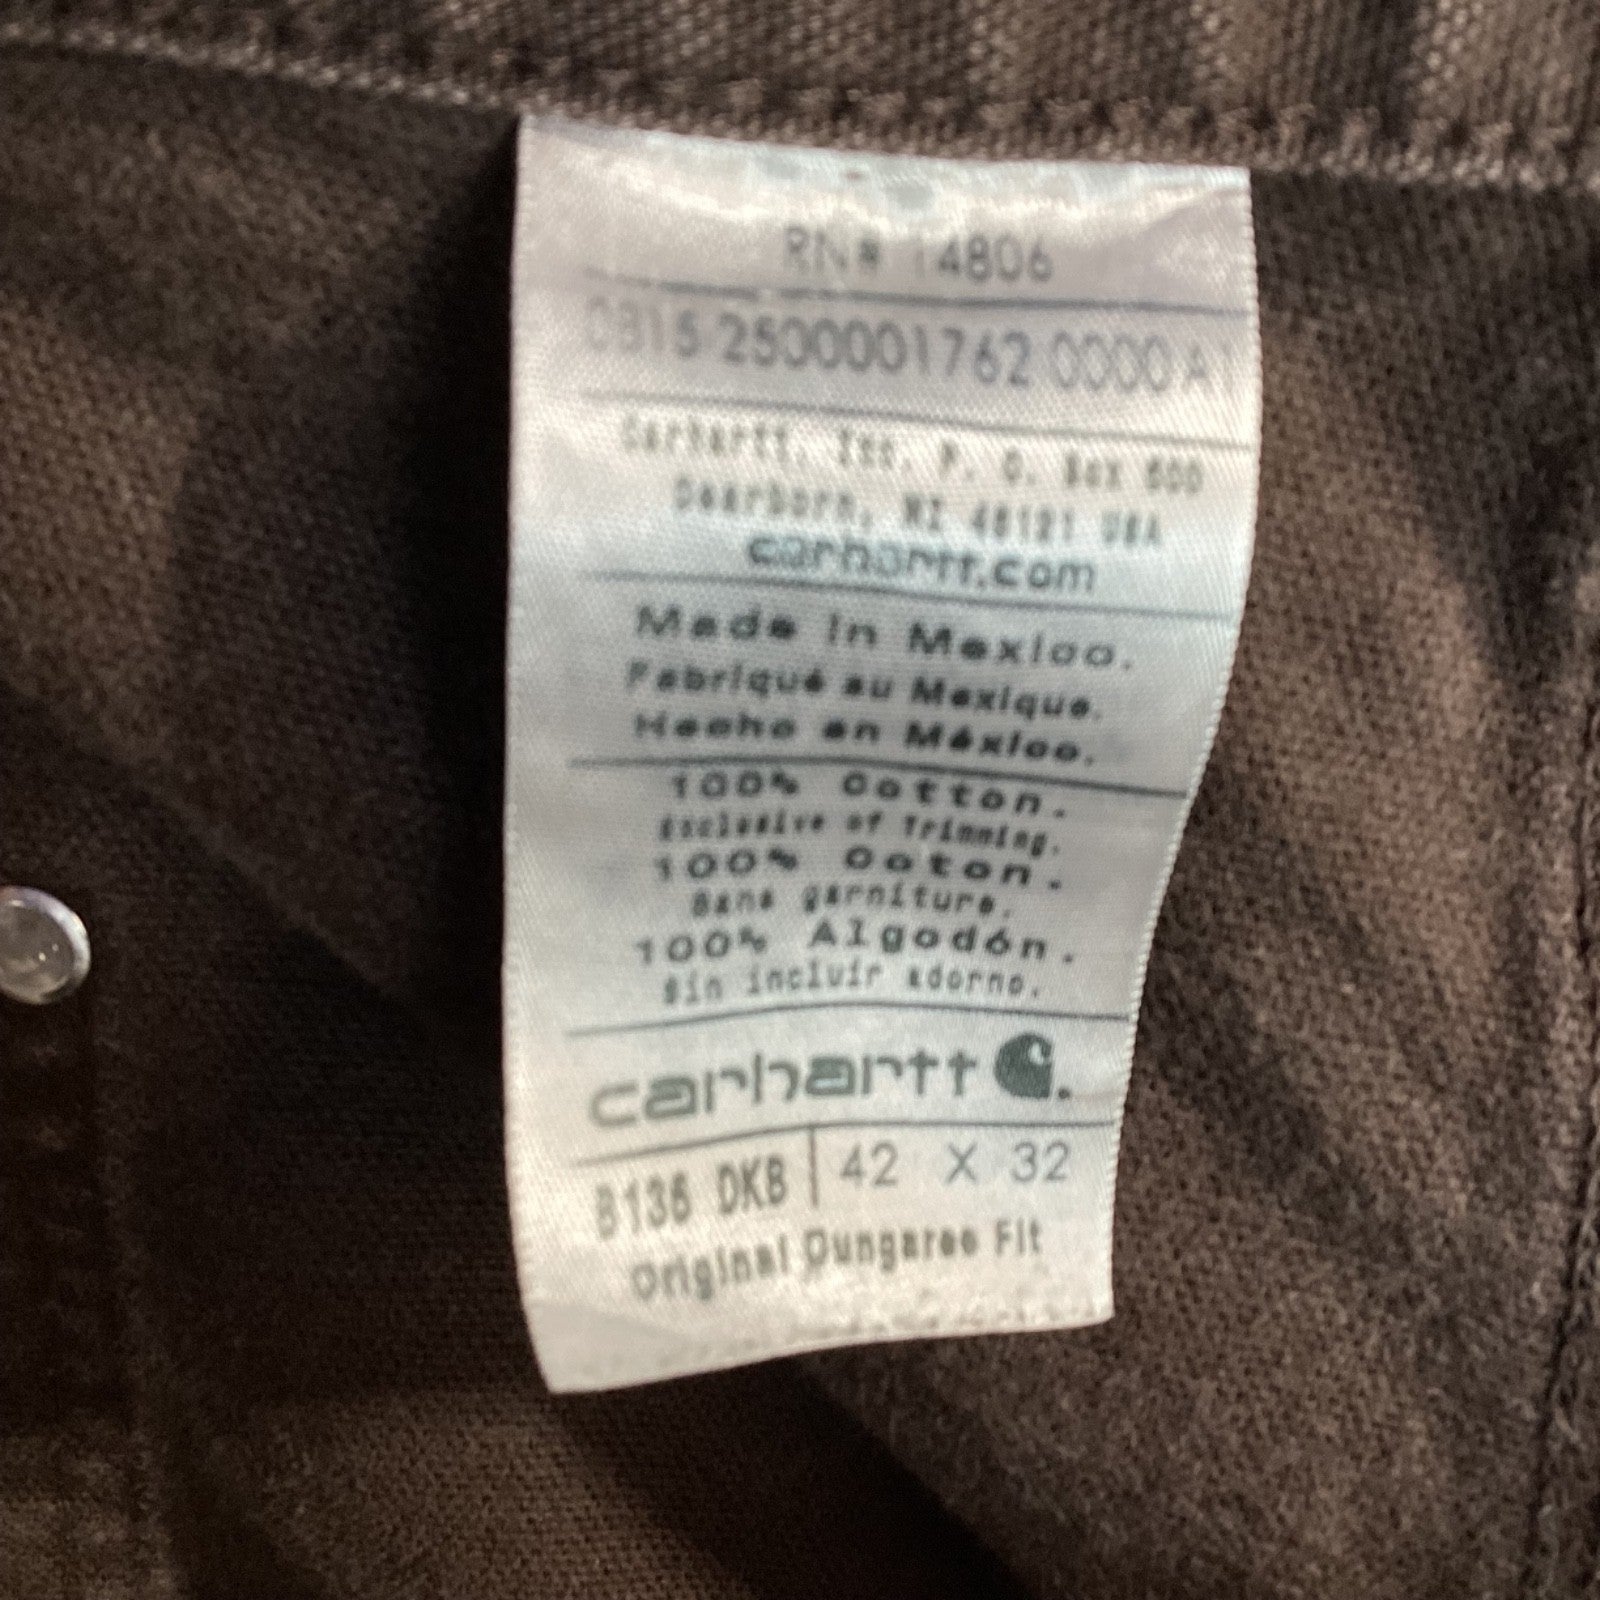 RN# 14806
0315 2500001762 0000 A
Carhartt, Inc. P. O. Box 600
Dearborn, MI 48121 USA
carhartt.com
Made in Mexico.
Fabriqué au Mexique.
Hecho en México.
100% Cotton.
Exclusive of Trimming.
100% Coton.
Sans garniture.
100% Algodón.
Sin incluir adorno.
carhartt
B136 DKB 42 X 32
Original Dungaree Fit